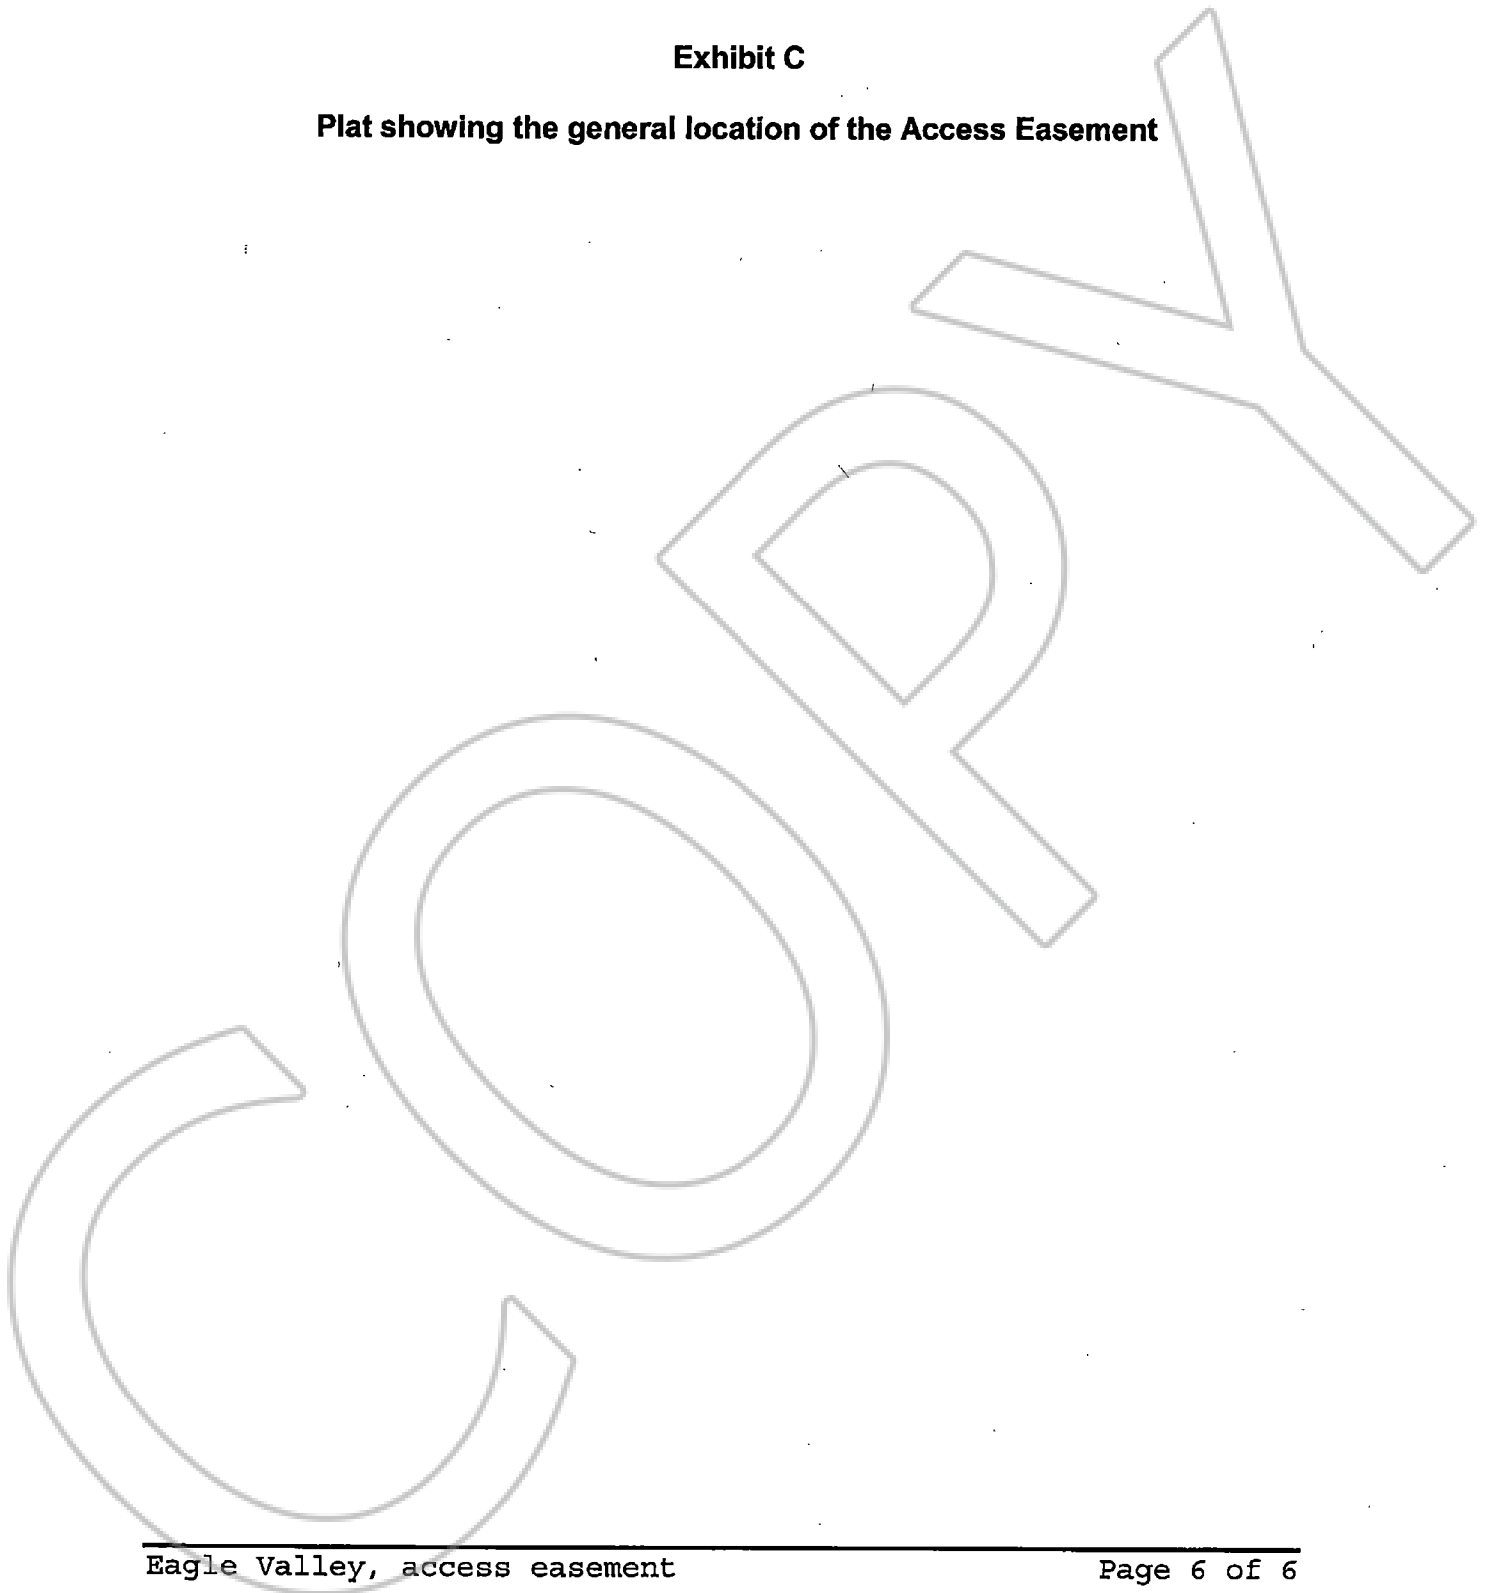 Exhibit C
Plat showing the general location of the Access Easement
COPY
Eagle Valley, access easement Page 6 of 6